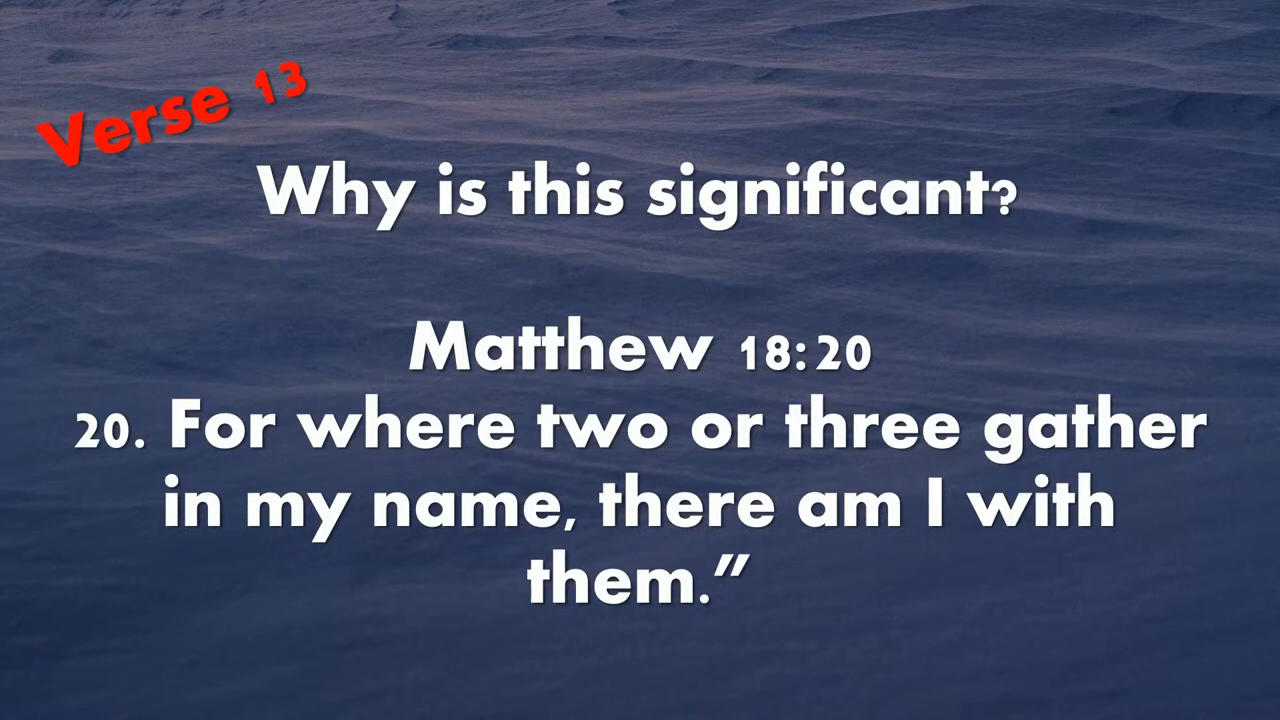 Verse 13
Why is this significant?
Matthew 18:20
20. For where two or three gather
in my name, there am I with
them.”